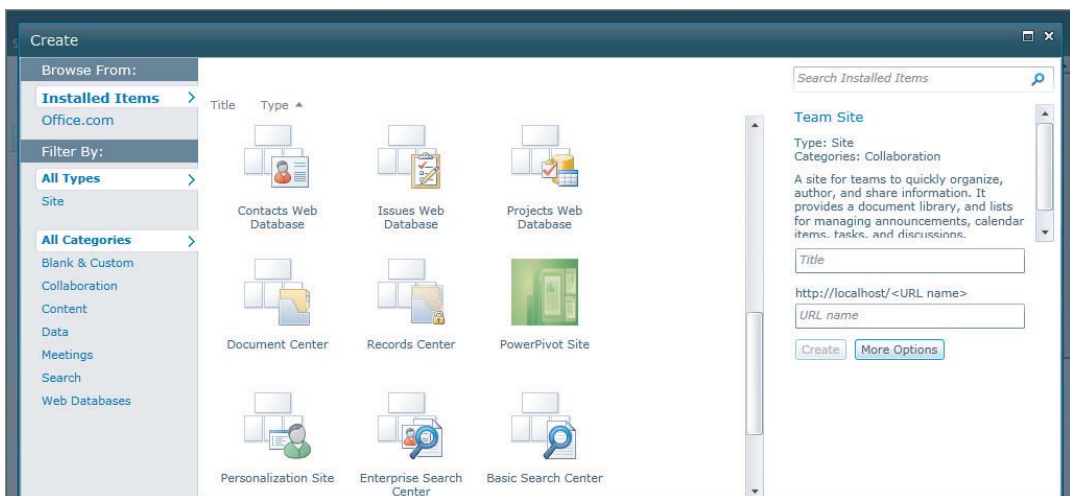 Create
Browse From:
Installed Items
Office.com
Filter By:
All Types
Site
All Categories
Blank & Custom
Collaboration
Content
Data
Meetings
Search
Web Databases
Title Type
Contacts Web
Database
Issues Web
Database
Projects Web
Database
Document Center
Records Center
PowerPivot Site
Personalization Site
Enterprise Search
Center
Basic Search Center
Search Installed Items
Team Site
Type: Site
Categories: Collaboration
A site for teams to quickly organize,
author, and share information. It
provides a document library, and lists
for managing announcements, calendar
items, tasks, and discussions.
Title
http://localhost/<URL name>
URL name
Create More Options